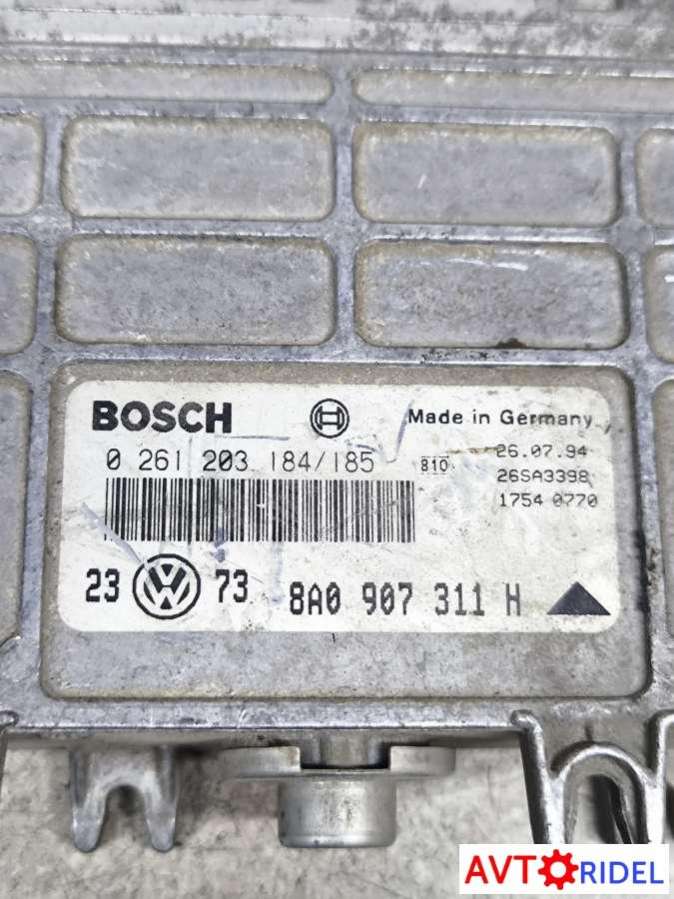 BOSCH
Made in Germany
0 261 203 184/185
810
26.07.94
26SA3398
1754 0770
23 VW 73 8A0 907 311 H
AVTORIDEL